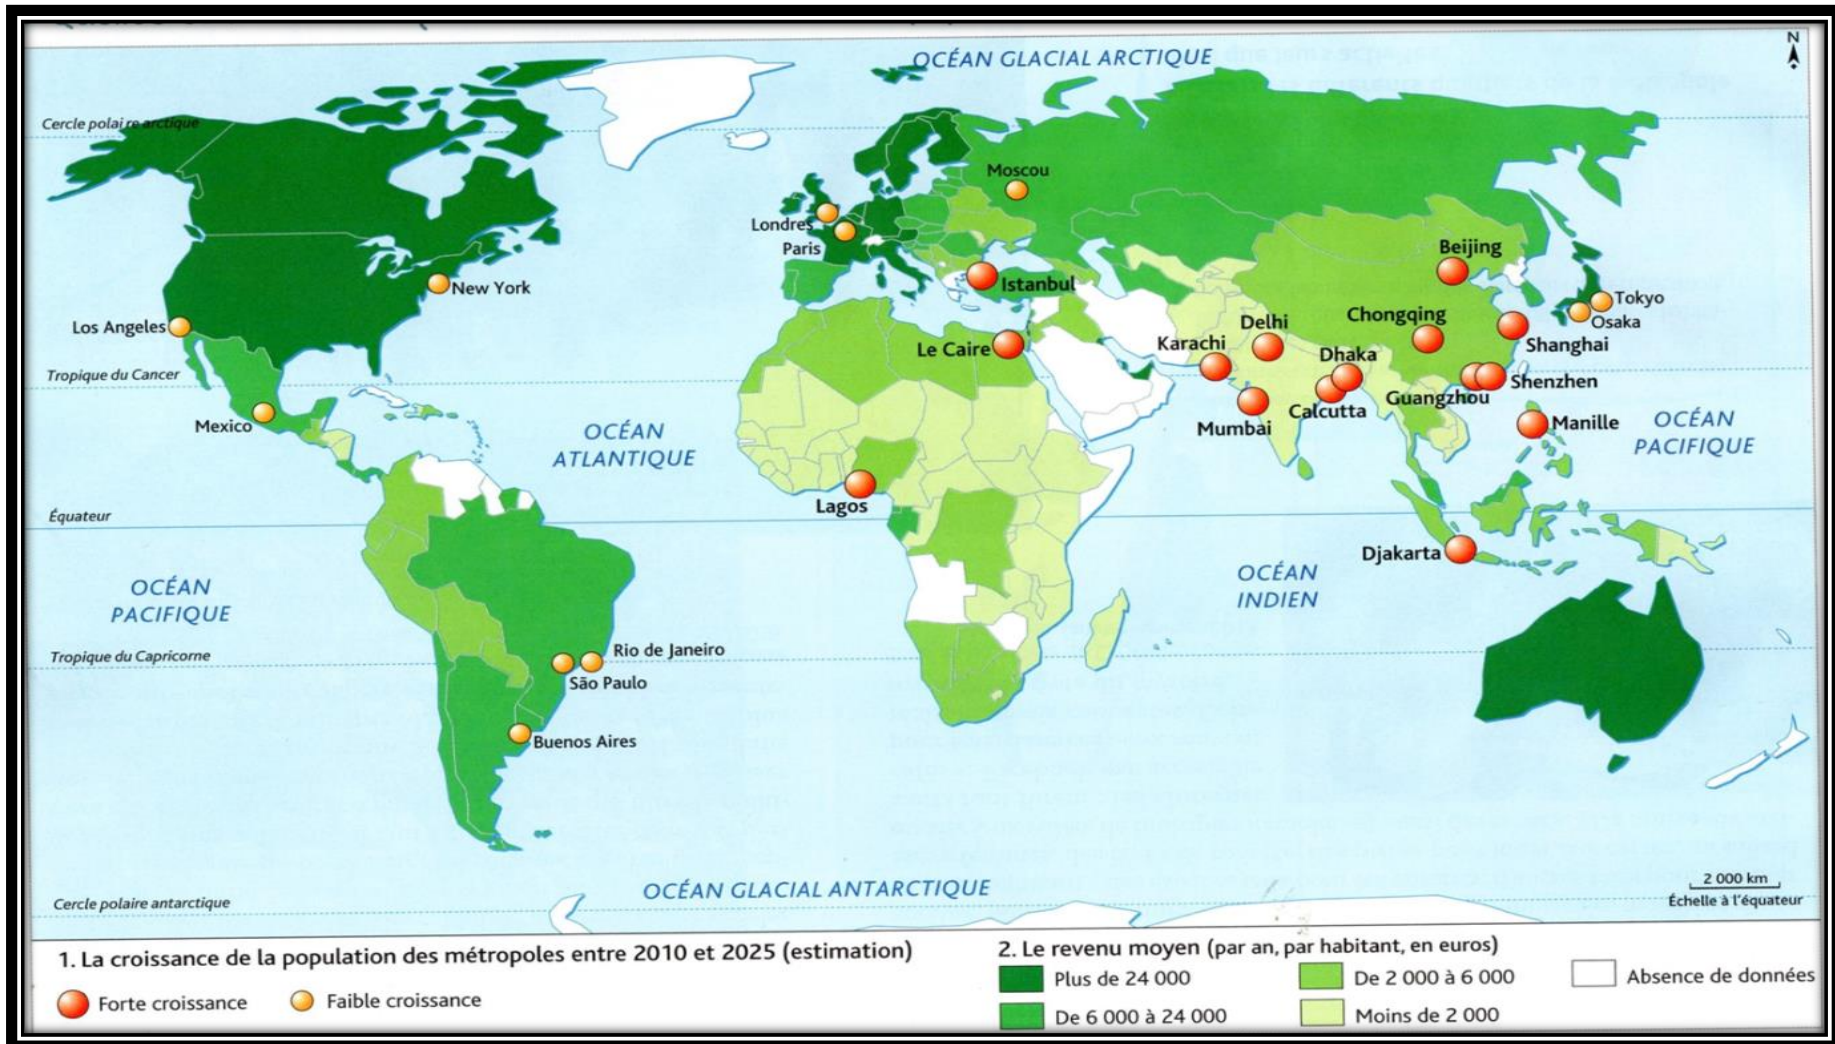 OCÉAN GLACIAL ARCTIQUE
N
Cercle polaire arctique
Moscou
Londres
Paris
Beijing
Istanbul
New York
Tokyo
Osaka
Los Angeles
Chongqing
Delhi
Karachi
Le Caire
Shanghai
Dhaka
Tropique du Cancer
Shenzhen
Guangzhou
Calcutta
Mumbai
Manille
Mexico
OCÉAN
ATLANTIQUE
OCÉAN
PACIFIQUE
Lagos
Équateur
Djakarta
OCÉAN
PACIFIQUE
OCÉAN
INDIEN
Tropique du Capricorne
Rio de Janeiro
São Paulo
Buenos Aires
OCÉAN GLACIAL ANTARCTIQUE
2 000 km
Échelle à l'équateur
Cercle polaire antarctique
1. La croissance de la population des métropoles entre 2010 et 2025 (estimation)
Forte croissance
Faible croissance
2. Le revenu moyen (par an, par habitant, en euros)
Plus de 24 000
De 2 000 à 6 000
Absence de données
De 6 000 à 24 000
Moins de 2 000